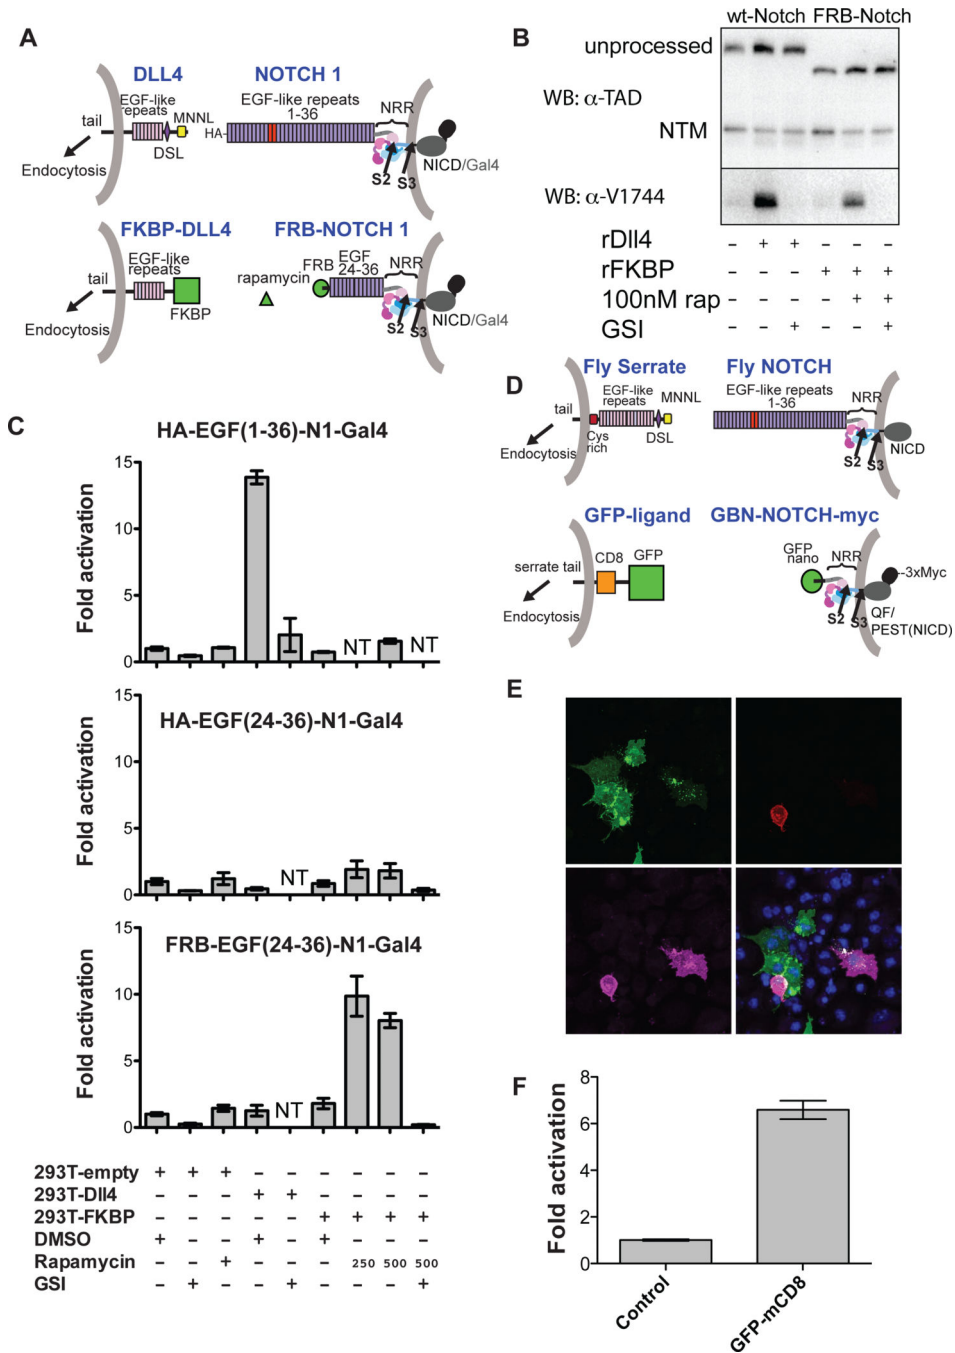 A
DLL4
NOTCH 1
EGF-like repeats
MNNL
tail
DSL
Endocytosis
EGF-like repeats
1-36
NRR
HA-
S2
S3
NICD/Gal4
FKBP-DLL4
FRB-NOTCH 1
EGF-like
repeats
tail
FKBP
Endocytosis
rapamycin
FRB
EGF
24-36
NRR
S2
S3
NICD/Gal4
B
wt-Notch FRB-Notch
unprocessed
WB: α-TAD
NTM
WB: α-V1744
rDll4 – + + – – –
rFKBP – – – + + +
100nM rap – – – – + +
GSI – – + – – +
C
HA-EGF(1-36)-N1-Gal4
Fold activation
15
10
5
0
NT
NT
HA-EGF(24-36)-N1-Gal4
Fold activation
15
10
5
0
NT
FRB-EGF(24-36)-N1-Gal4
Fold activation
15
10
5
0
NT
293T-empty + + + – – – – – –
293T-Dll4 – – – + + – – – –
293T-FKBP – – – – – + + + +
DMSO + – – + – + – – –
Rapamycin – – + – – – 250 500 500
GSI – + – – + – – – +
D
Fly Serrate
Fly NOTCH
EGF-like
repeats
MNNL
tail
Cys
rich
DSL
Endocytosis
EGF-like repeats
1-36
NRR
S2
S3
NICD
GFP-ligand
GBN-NOTCH-myc
CD8
GFP
serrate tail
Endocytosis
GFP
nano
NRR
3xMyc
S2
S3
QF/
PEST(NICD)
E
F
Fold activation
8
6
4
2
0
Control
GFP-mCD8